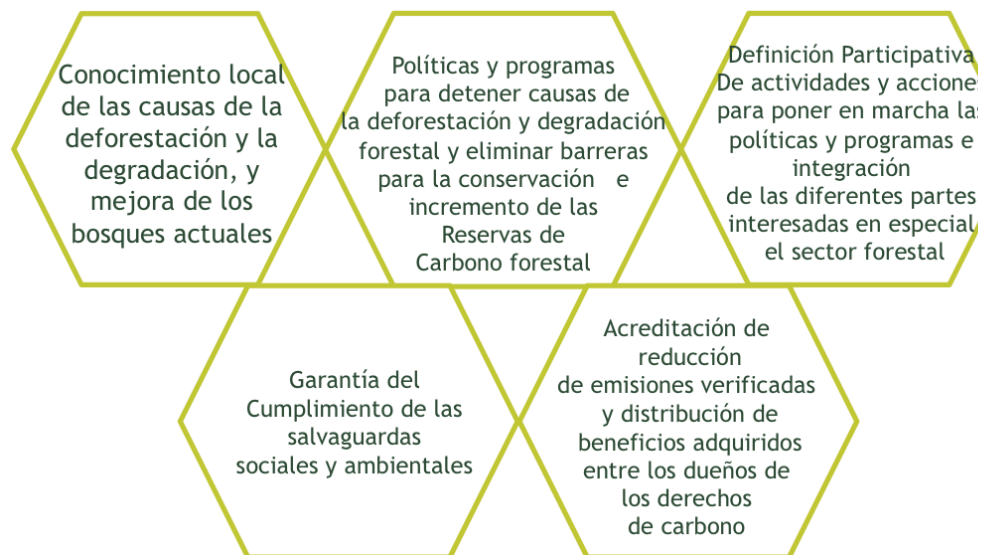 Conocimiento local
de las causas de la
deforestación y la
degradación, y
mejora de los
bosques actuales
Políticas y programas
para detener causas de
la deforestación y degradación
forestal y eliminar barreras
para la conservación e
incremento de las
Reservas de
Carbono forestal
Definición Participativa
De actividades y acciones
para poner en marcha las
políticas y programas e
integración
de las diferentes partes
interesadas en especial
el sector forestal
Garantía del
Cumplimiento de las
salvaguardas
sociales y ambientales
Acreditación de
reducción
de emisiones verificadas
y distribución de
beneficios adquiridos
entre los dueños de
los derechos
de carbono